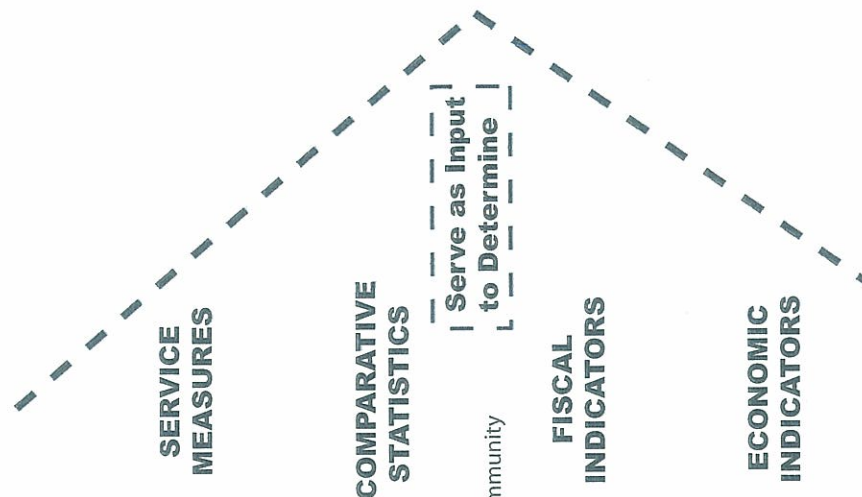 SERVICE
MEASURES
COMPARATIVE
STATISTICS
Serve as Input
to Determine
FISCAL
INDICATORS
ECONOMIC
INDICATORS